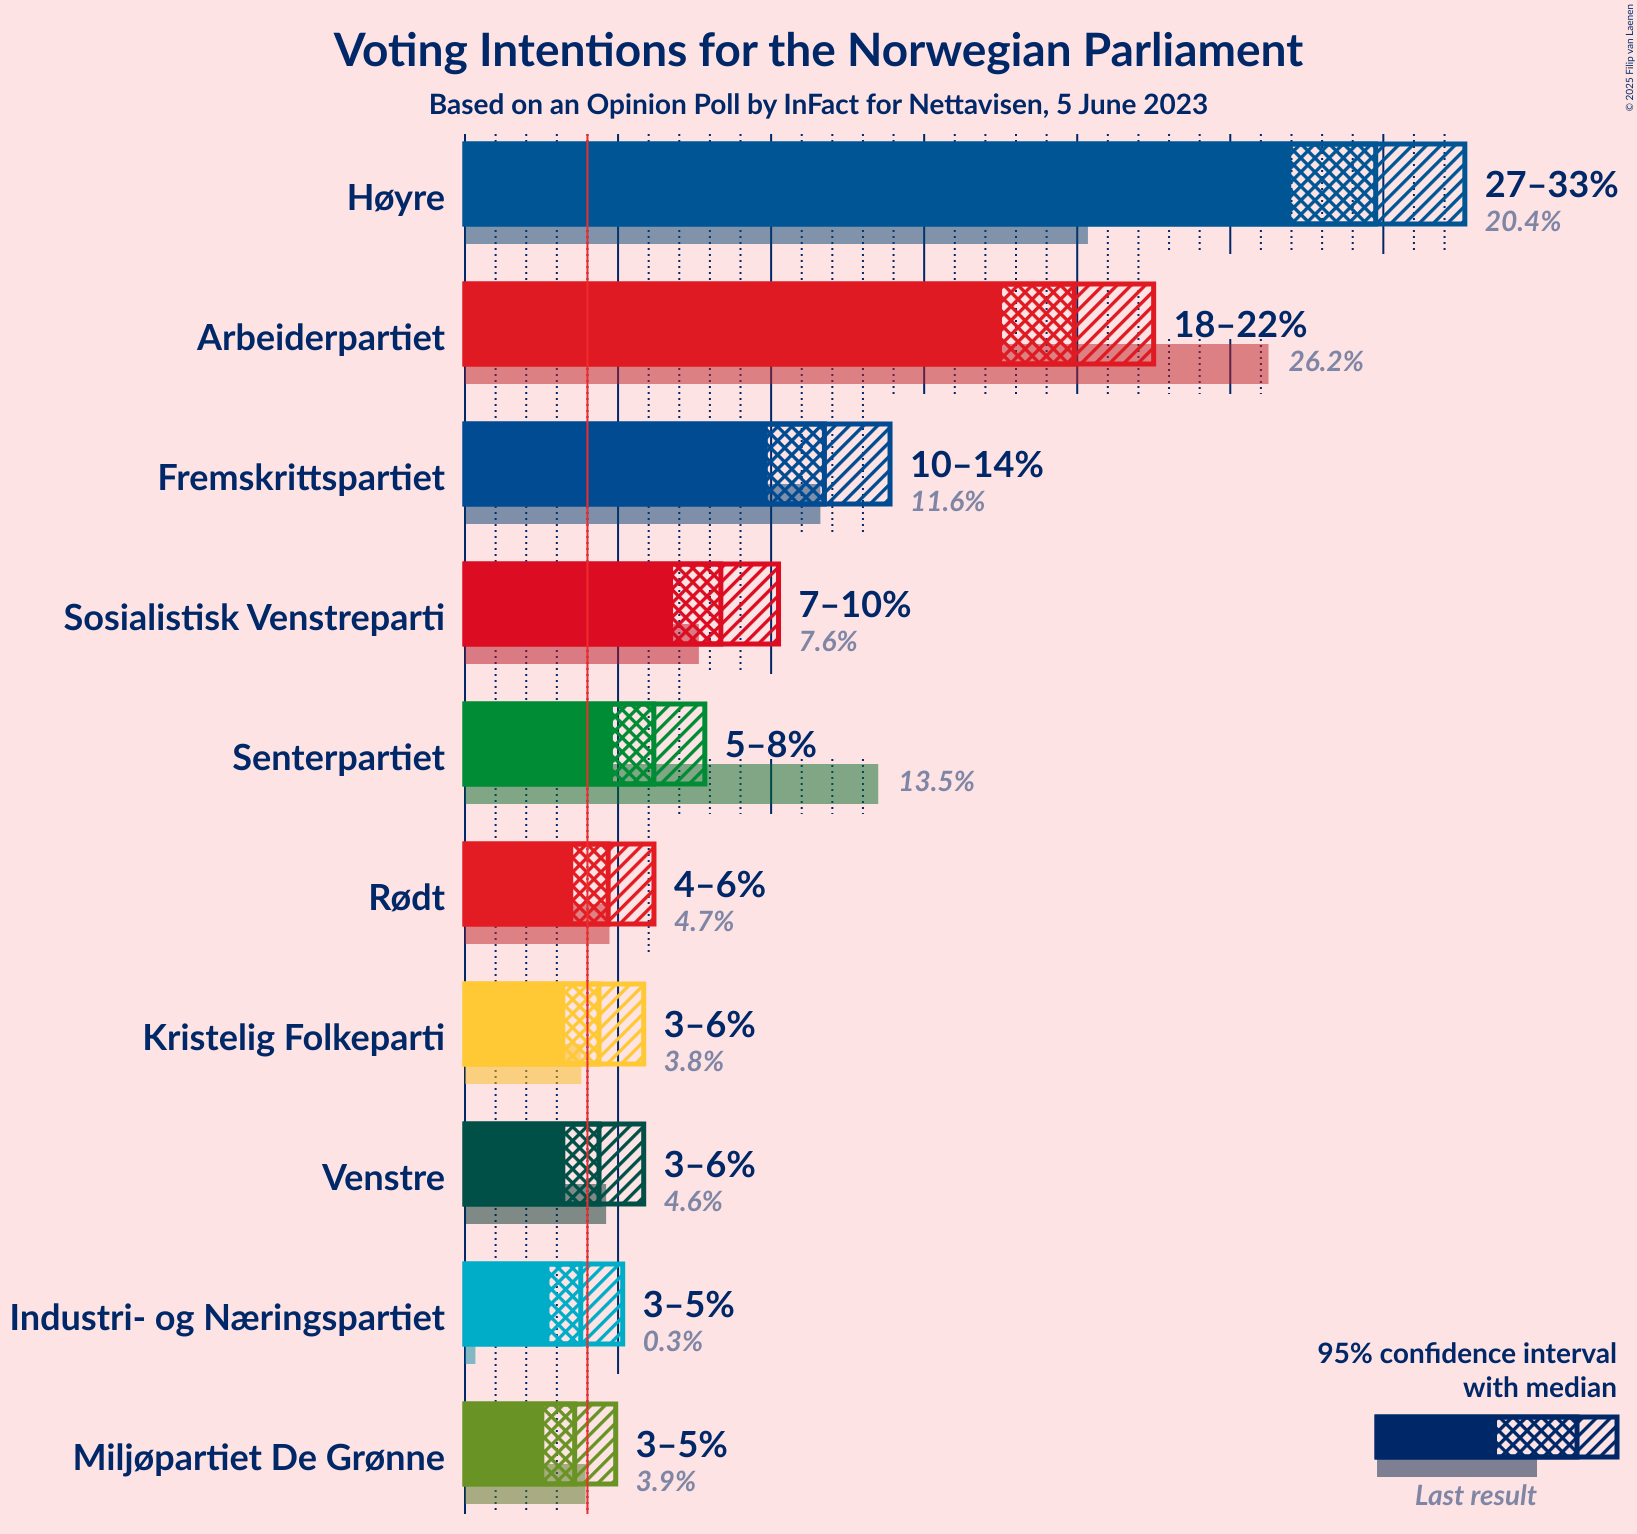 Voting Intentions for the Norwegian Parliament
Based on an Opinion Poll by InFact for Nettavisen, 5 June 2023
© 2025 Filip van Laenen
Høyre
27–33%
20.4%
Arbeiderpartiet
18–22%
26.2%
Fremskrittspartiet
10–14%
11.6%
Sosialistisk Venstreparti
7–10%
7.6%
Senterpartiet
5–8%
13.5%
Rødt
4–6%
4.7%
Kristelig Folkeparti
3–6%
3.8%
Venstre
3–6%
4.6%
Industri- og Næringspartiet
3–5%
0.3%
Miljøpartiet De Grønne
3–5%
3.9%
95% confidence interval
with median
Last result